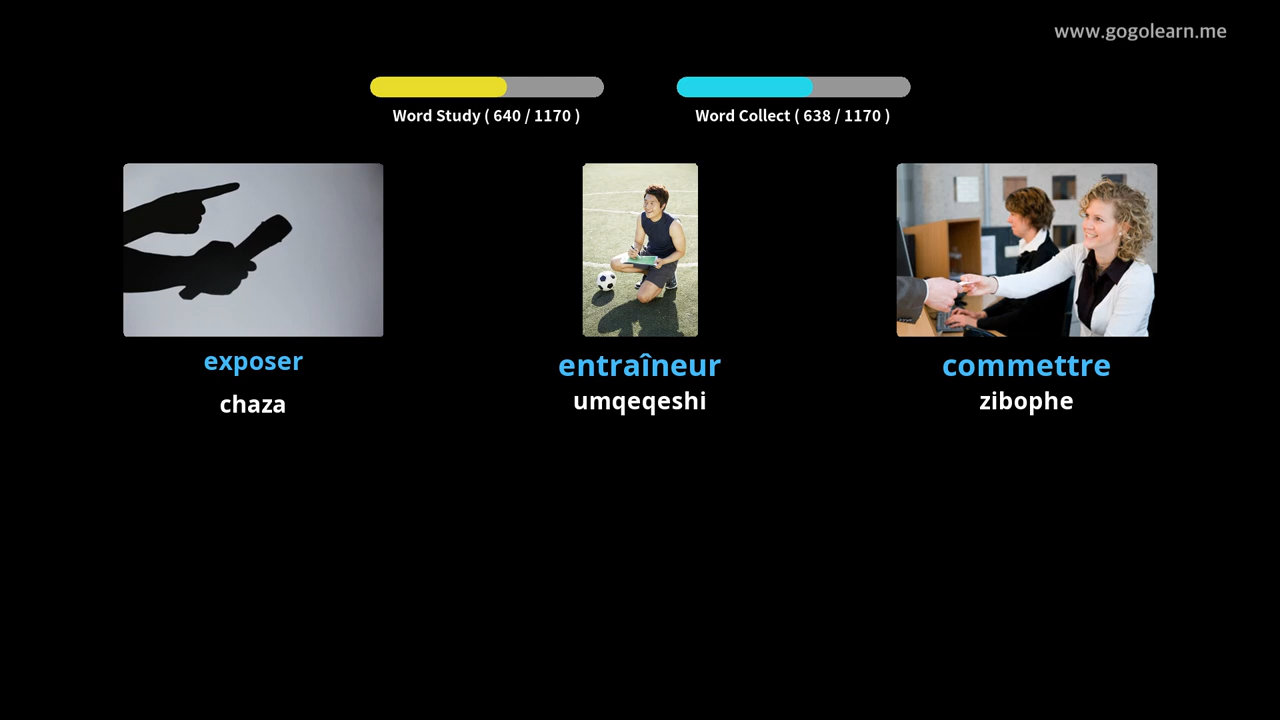 www.gogolearn.me
Word Study ( 640 / 1170 )
Word Collect ( 638 / 1170 )
exposer
chaza
entraîneur
umqeqeshi
commettre
zibophe